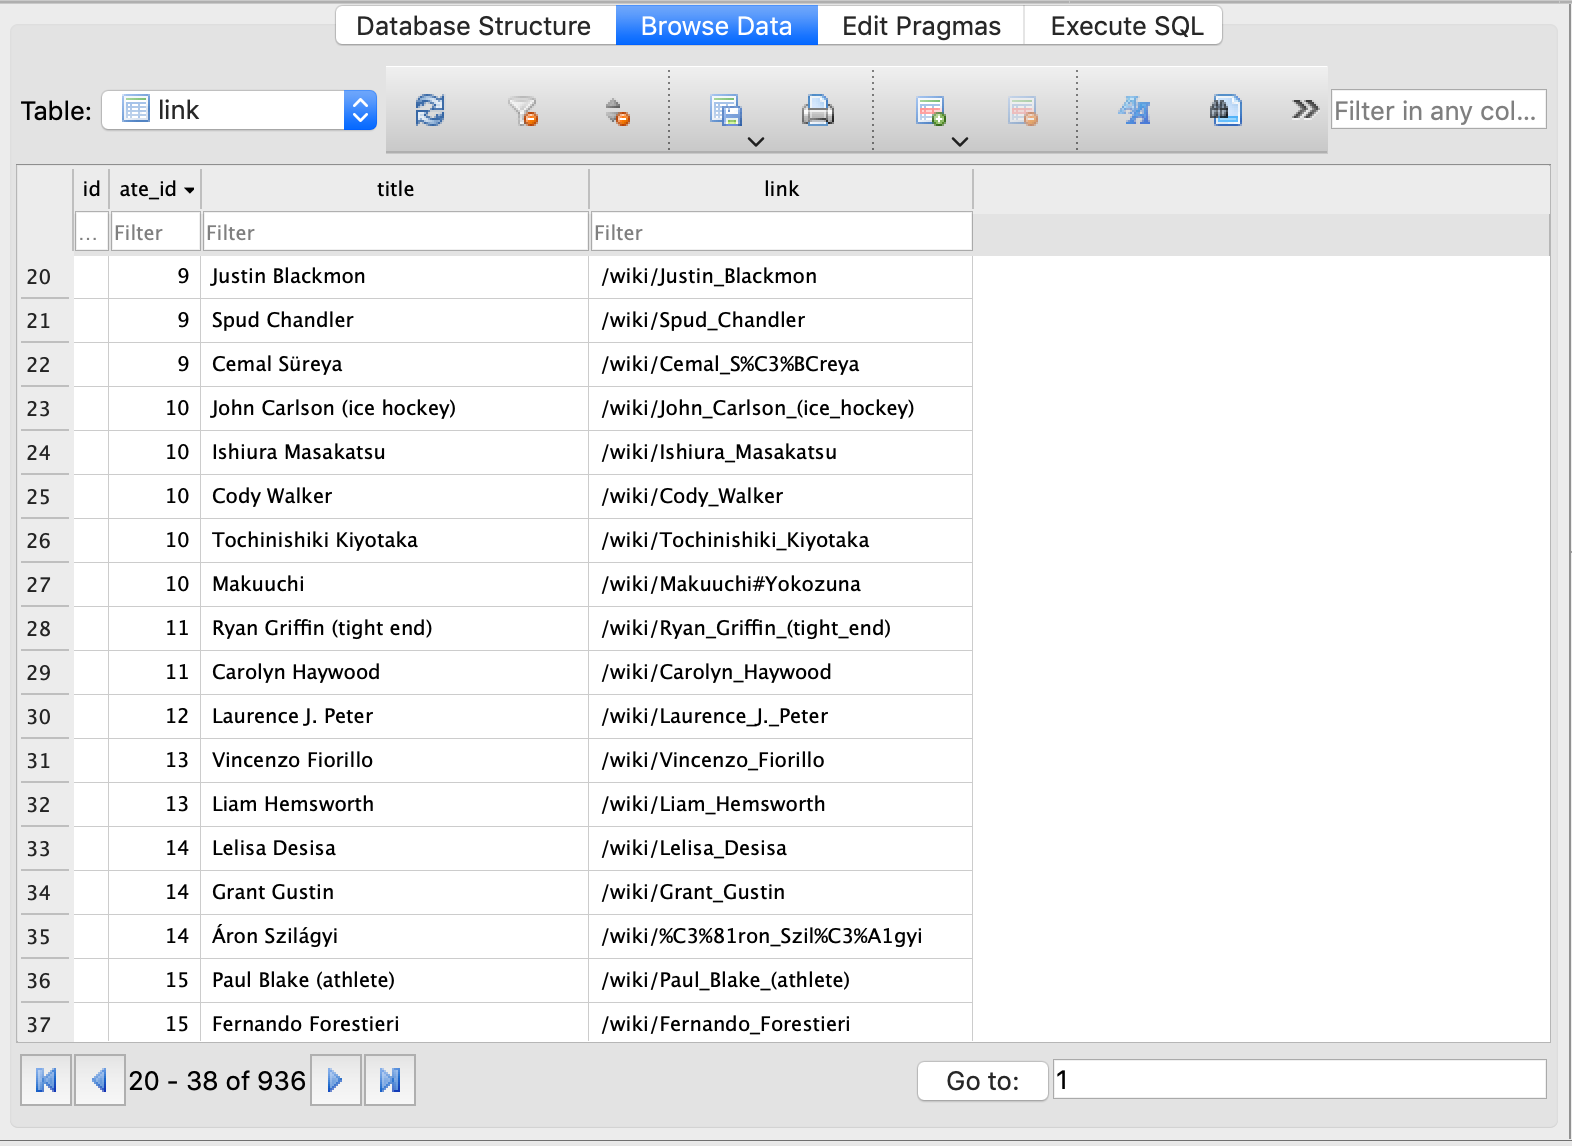 Database Structure Browse Data Edit Pragmas Execute SQL
Table: link Filter in any col...
id ate_id title link
... Filter Filter Filter
20 9 Justin Blackmon /wiki/Justin_Blackmon
21 9 Spud Chandler /wiki/Spud_Chandler
22 9 Cemal Süreya /wiki/Cemal_S%C3%BCreya
23 10 John Carlson (ice hockey) /wiki/John_Carlson_(ice_hockey)
24 10 Ishiura Masakatsu /wiki/Ishiura_Masakatsu
25 10 Cody Walker /wiki/Cody_Walker
26 10 Tochinishiki Kiyotaka /wiki/Tochinishiki_Kiyotaka
27 10 Makuuchi /wiki/Makuuchi#Yokozuna
28 11 Ryan Griffin (tight end) /wiki/Ryan_Griffin_(tight_end)
29 11 Carolyn Haywood /wiki/Carolyn_Haywood
30 12 Laurence J. Peter /wiki/Laurence_J._Peter
31 13 Vincenzo Fiorillo /wiki/Vincenzo_Fiorillo
32 13 Liam Hemsworth /wiki/Liam_Hemsworth
33 14 Lelisa Desisa /wiki/Lelisa_Desisa
34 14 Grant Gustin /wiki/Grant_Gustin
35 14 Áron Szilágyi /wiki/%C3%81ron_Szil%C3%A1gyi
36 15 Paul Blake (athlete) /wiki/Paul_Blake_(athlete)
37 15 Fernando Forestieri /wiki/Fernando_Forestieri
20 - 38 of 936 Go to: 1